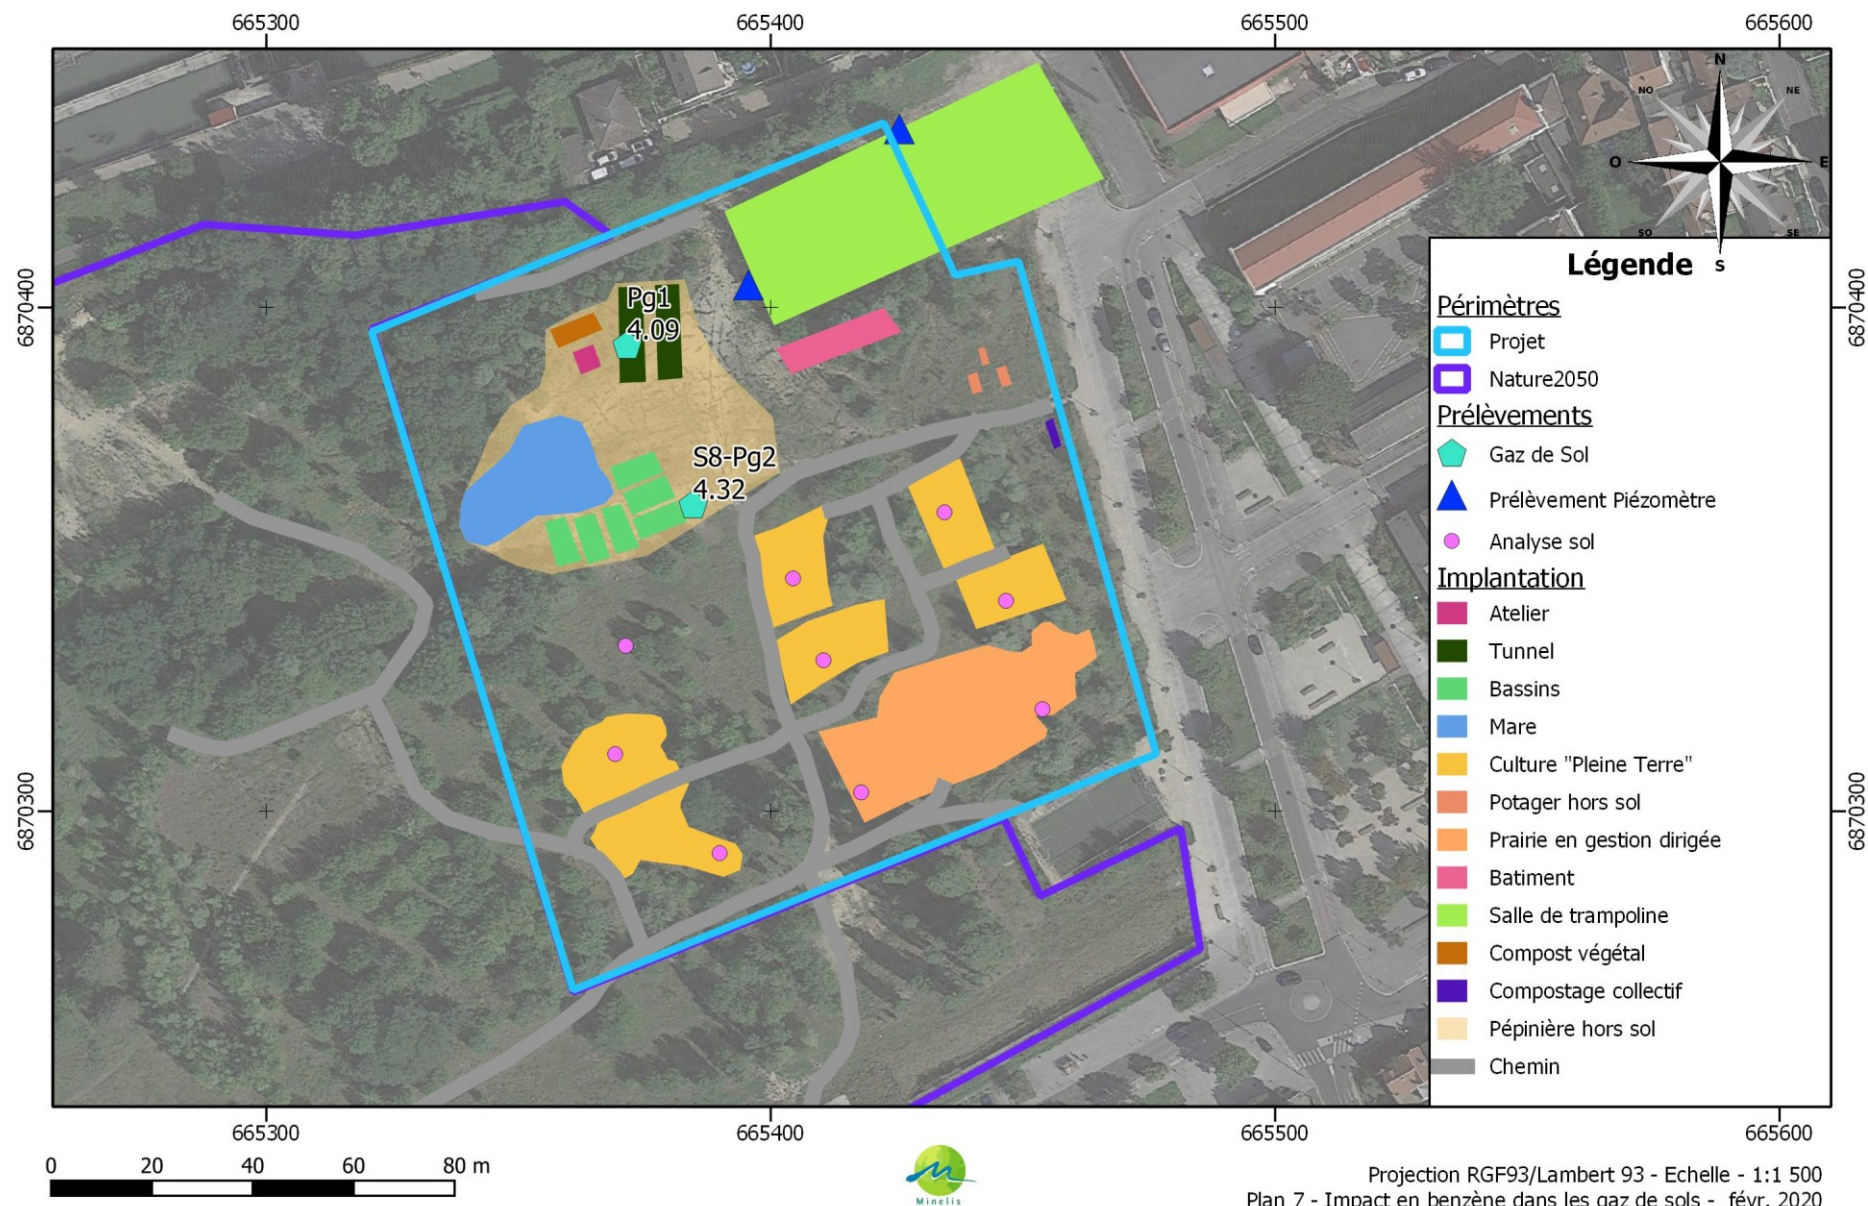 665300 665400 665500 665600
N
NO NE
O E
SO SE
S
6870400 6870400
6870300 6870300
Pg1
4.09
S8-Pg2
4.32
Légende
Périmètres
Projet
Nature2050
Prélèvements
Gaz de Sol
Prélèvement Piézomètre
Analyse sol
Implantation
Atelier
Tunnel
Bassins
Mare
Culture "Pleine Terre"
Potager hors sol
Prairie en gestion dirigée
Batiment
Salle de trampoline
Compost végétal
Compostage collectif
Pépinière hors sol
Chemin
665300 665400 665500 665600
0 20 40 60 80 m
Minelis
Projection RGF93/Lambert 93 - Echelle - 1:1 500
Plan 7 - Impact en benzène dans les gaz de sols - févr. 2020